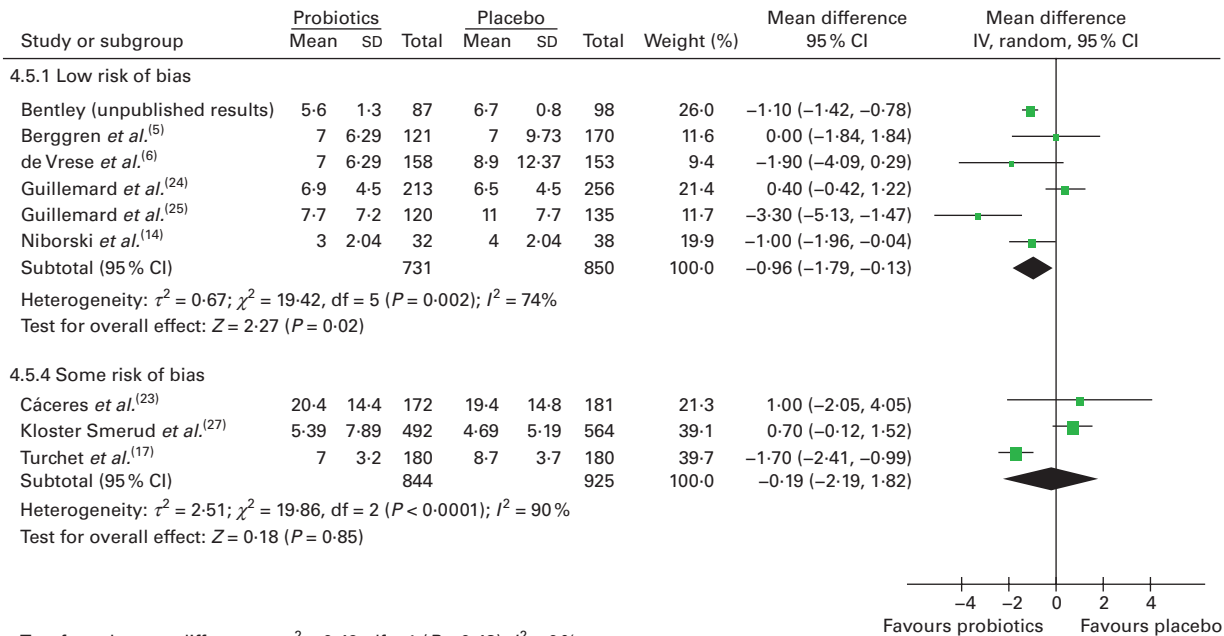 Probiotics Placebo Mean difference Mean difference
Study or subgroup Mean SD Total Mean SD Total Weight (%) 95 % CI IV, random, 95 % CI
4.5.1 Low risk of bias
Bentley (unpublished results) 5·6 1·3 87 6·7 0·8 98 26·0 −1·10 (−1·42, −0·78)
Berggren et al.(5) 7 6·29 121 7 9·73 170 11·6 0·00 (−1·84, 1·84)
de Vrese et al.(6) 7 6·29 158 8·9 12·37 153 9·4 −1·90 (−4·09, 0·29)
Guillemard et al.(24) 6·9 4·5 213 6·5 4·5 256 21·4 0·40 (−0·42, 1·22)
Guillemard et al.(25) 7·7 7·2 120 11 7·7 135 11·7 −3·30 (−5·13, −1·47)
Niborski et al.(14) 3 2·04 32 4 2·04 38 19·9 −1·00 (−1·96, −0·04)
Subtotal (95 % CI) 731 850 100·0 −0·96 (−1·79, −0·13)
Heterogeneity: τ² = 0·67; χ² = 19·42, df = 5 (P = 0·002); I² = 74%
Test for overall effect: Z = 2·27 (P = 0·02)
4.5.4 Some risk of bias
Cáceres et al.(23) 20·4 14·4 172 19·4 14·8 181 21·3 1·00 (−2·05, 4·05)
Kloster Smerud et al.(27) 5·39 7·89 492 4·69 5·19 564 39·1 0·70 (−0·12, 1·52)
Turchet et al.(17) 7 3·2 180 8·7 3·7 180 39·7 −1·70 (−2·41, −0·99)
Subtotal (95 % CI) 844 925 100·0 −0·19 (−2·19, 1·82)
Heterogeneity: τ² = 2·51; χ² = 19·86, df = 2 (P < 0·0001); I² = 90 %
Test for overall effect: Z = 0·18 (P = 0·85)
−4 −2 0 2 4
Favours probiotics Favours placebo